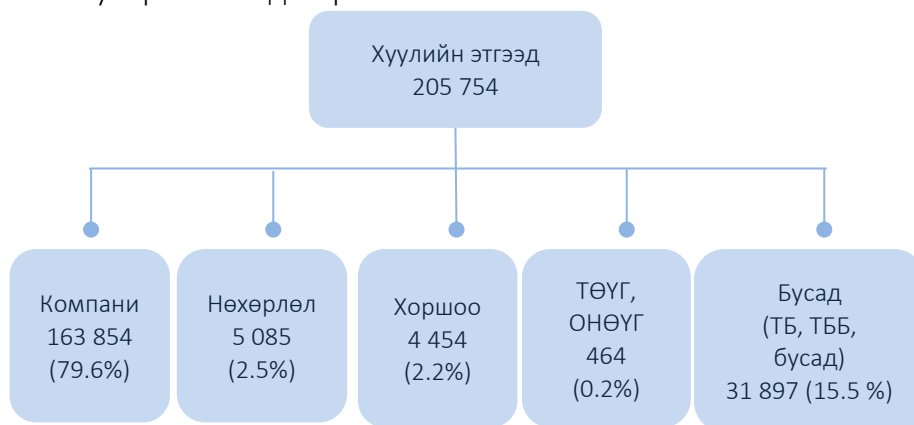 Хуулийн этгээд
205 754
Компани
163 854
(79.6%)
Нөхөрлөл
5 085
(2.5%)
Хоршоо
4 454
(2.2%)
ТӨҮГ,
ОНӨҮГ
464
(0.2%)
Бусад
(ТБ, ТББ,
бусад)
31 897 (15.5 %)